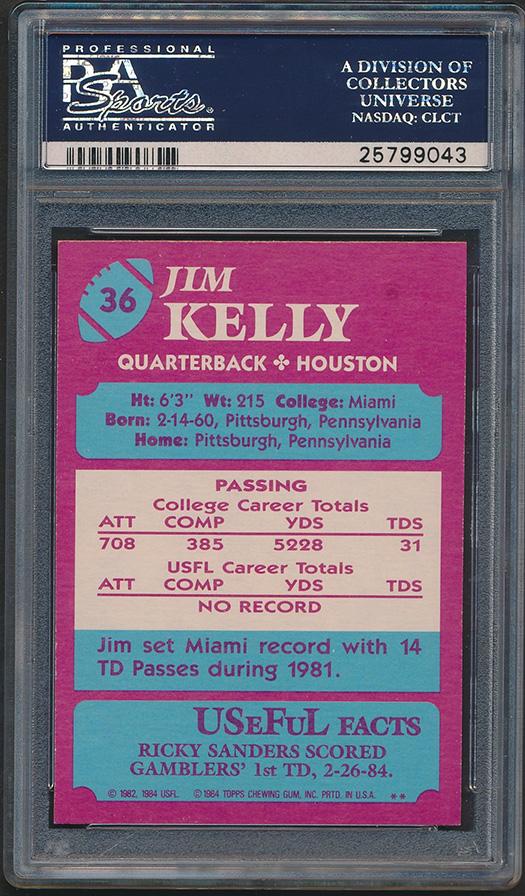 PROFESSIONAL
PSA
Sports
AUTHENTICATOR
A DIVISION OF
COLLECTORS
UNIVERSE
NASDAQ: CLCT
25799043
36
JIM
KELLY
QUARTERBACK ✤ HOUSTON
Ht: 6'3" Wt: 215 College: Miami
Born: 2-14-60, Pittsburgh, Pennsylvania
Home: Pittsburgh, Pennsylvania
PASSING
College Career Totals
ATT COMP YDS TDS
708 385 5228 31
USFL Career Totals
ATT COMP YDS TDS
NO RECORD
Jim set Miami record with 14
TD Passes during 1981.
USEFUL FACTS
RICKY SANDERS SCORED
GAMBLERS' 1st TD, 2-26-84.
© 1982, 1984 USFL. © 1984 TOPPS CHEWING GUM, INC. PRTD. IN U.S.A. **